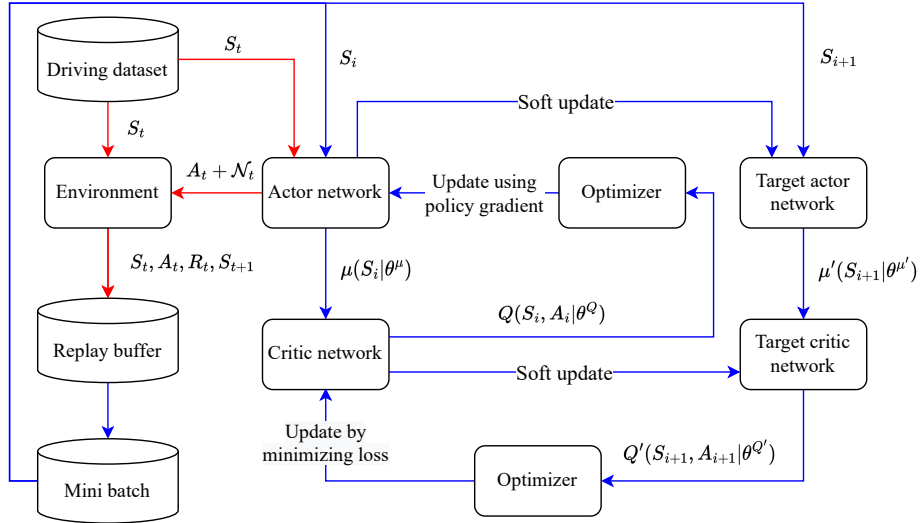 Driving dataset
S_t
S_i
S_{i+1}
Soft update
S_t
Environment
A_t + \mathcal{N}_t
Actor network
Update using
policy gradient
Optimizer
Target actor
network
S_t, A_t, R_t, S_{t+1}
μ(S_i|θ^μ)
μ'(S_{i+1}|θ^{μ'})
Replay buffer
Critic network
Q(S_i, A_i|θ^Q)
Soft update
Target critic
network
Mini batch
Update by
minimizing loss
Optimizer
Q'(S_{i+1}, A_{i+1}|θ^{Q'})